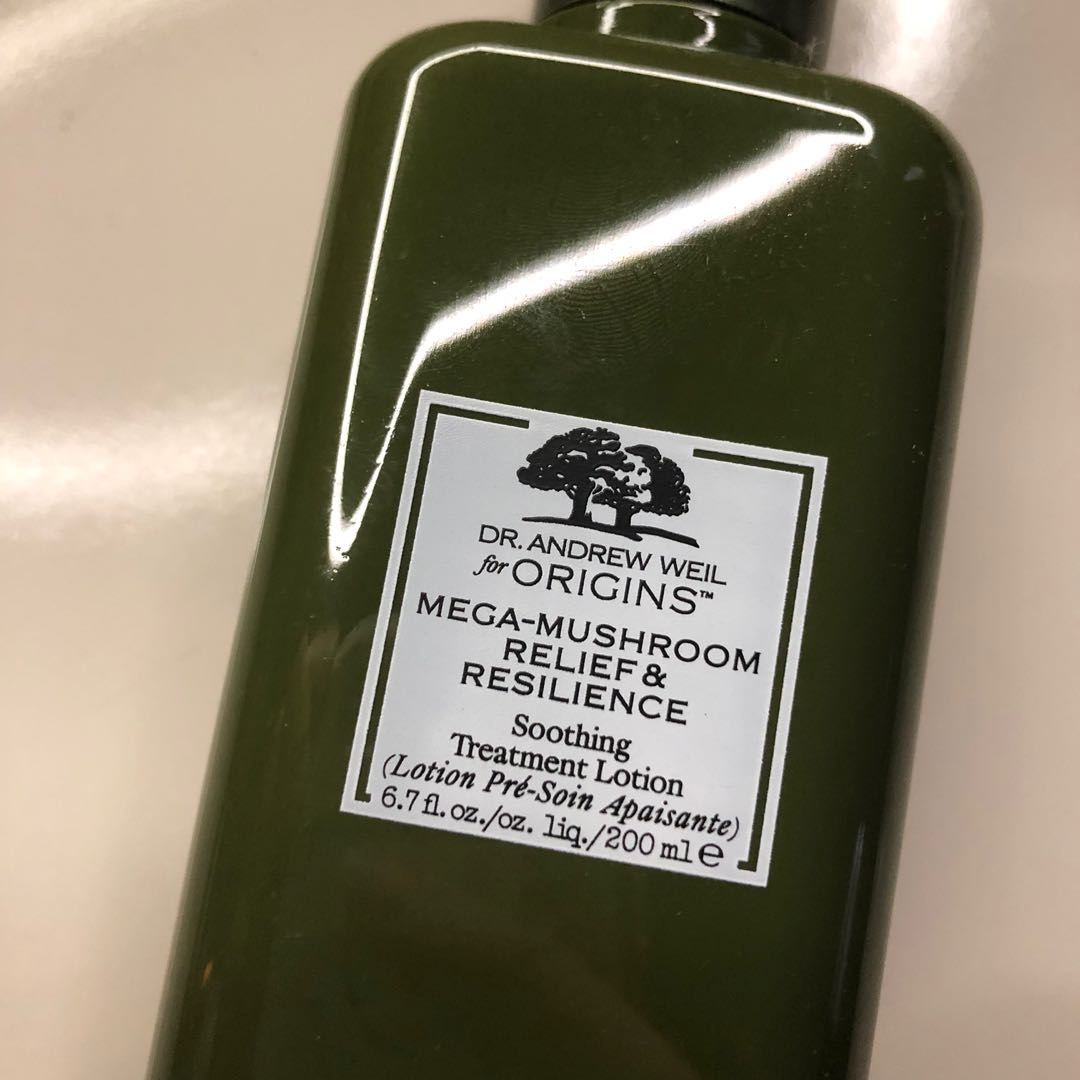 DR. ANDREW WEIL
for ORIGINS™
MEGA-MUSHROOM
RELIEF &
RESILIENCE
Soothing
Treatment Lotion
(Lotion Pré-Soin Apaisante)
6.7 fl. oz./oz. liq./200 ml ℮